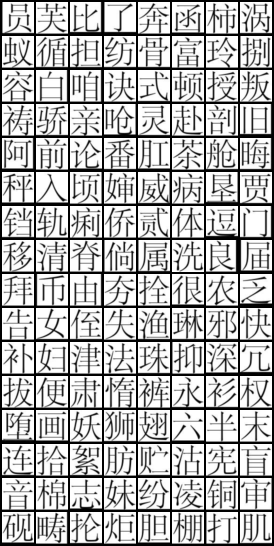 员芙比了奔函柿涡
蚁循担纺骨富玲捌
容白咱诀式顿授叛
祷骄亲呛灵赴剖旧
阿前论番肛茶舱晦
秤入顷婶威病垦贾
铛轨痢侨贰体逗门
移清脊倘属洗良届
拜币由夯拴很农乏
告女侄失渔琳邪快
补妇津法珠抑深冗
拔便肃惰裤永衫权
堕画妖狮翅六半末
连拾絮肪贮沽宪盲
音棉志妹纷凌铜审
砚畴抡炬胆棚打肌